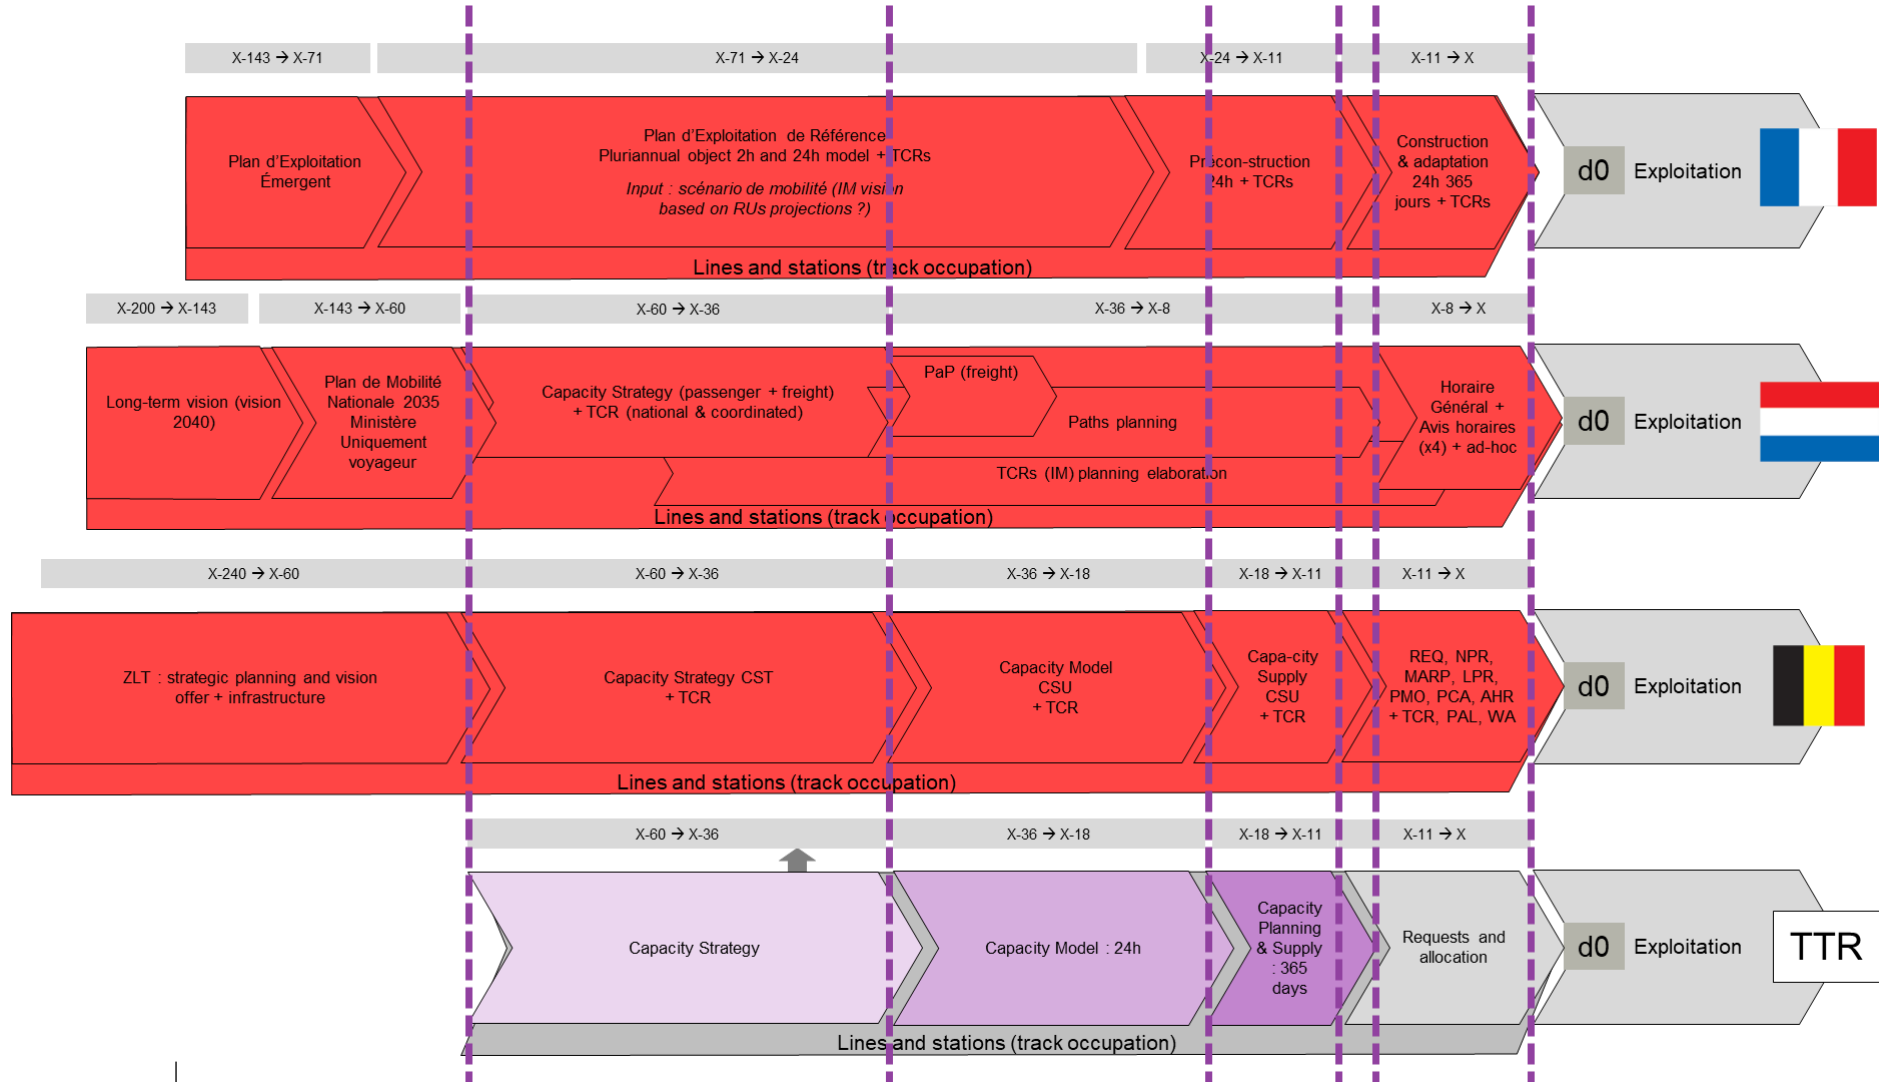 X-143 → X-71
X-71 → X-24
X-24 → X-11
X-11 → X
Plan d'Exploitation
Émergent
Plan d'Exploitation de Référence
Pluriannual object 2h and 24h model + TCRs
Input : scénario de mobilité (IM vision
based on RUs projections ?)
Précon-struction
24h + TCRs
Construction
& adaptation
24h 365
jours + TCRs
d0
Exploitation
Lines and stations (track occupation)
X-200 → X-143
X-143 → X-60
X-60 → X-36
X-36 → X-8
X-8 → X
Long-term vision (vision
2040)
Plan de Mobilité
Nationale 2035
Ministère
Uniquement
voyageur
Capacity Strategy (passenger + freight)
+ TCR (national & coordinated)
PaP (freight)
Paths planning
TCRs (IM) planning elaboration
Horaire
Général +
Avis horaires
(x4) + ad-hoc
d0
Exploitation
Lines and stations (track occupation)
X-240 → X-60
X-60 → X-36
X-36 → X-18
X-18 → X-11
X-11 → X
ZLT : strategic planning and vision
offer + infrastructure
Capacity Strategy CST
+ TCR
Capacity Model
CSU
+ TCR
Capa-city
Supply
CSU
+ TCR
REQ, NPR,
MARP, LPR,
PMO, PCA, AHR
+ TCR, PAL, WA
d0
Exploitation
Lines and stations (track occupation)
X-60 → X-36
X-36 → X-18
X-18 → X-11
X-11 → X
Capacity Strategy
Capacity Model : 24h
Capacity
Planning
& Supply
: 365
days
Requests and
allocation
d0
Exploitation
TTR
Lines and stations (track occupation)